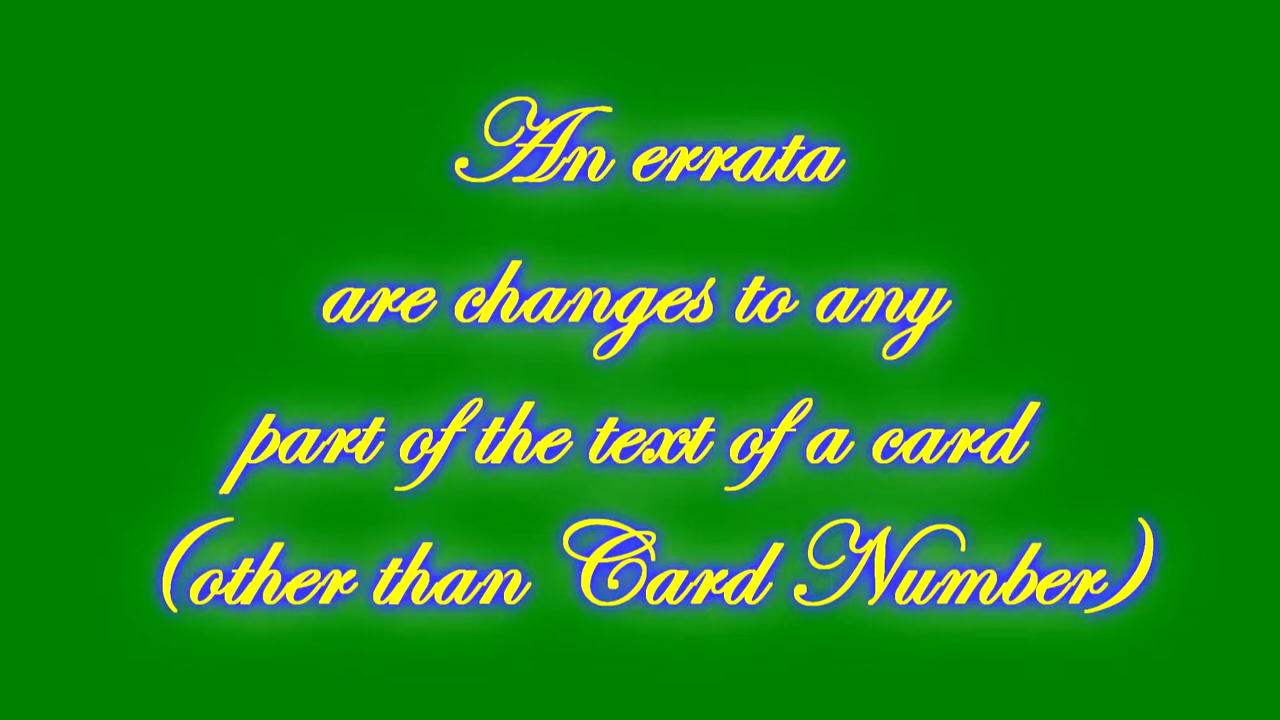 An errata
are changes to any
part of the text of a card
(other than Card Number)